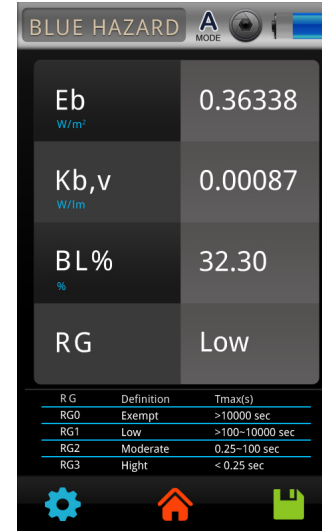 BLUE HAZARD A MODE
Eb 0.36338
W/m²
Kb,v 0.00087
W/lm
BL% 32.30
%
RG Low
RG Definition Tmax(s)
RG0 Exempt >10000 sec
RG1 Low >100~10000 sec
RG2 Moderate 0.25~100 sec
RG3 Hight < 0.25 sec